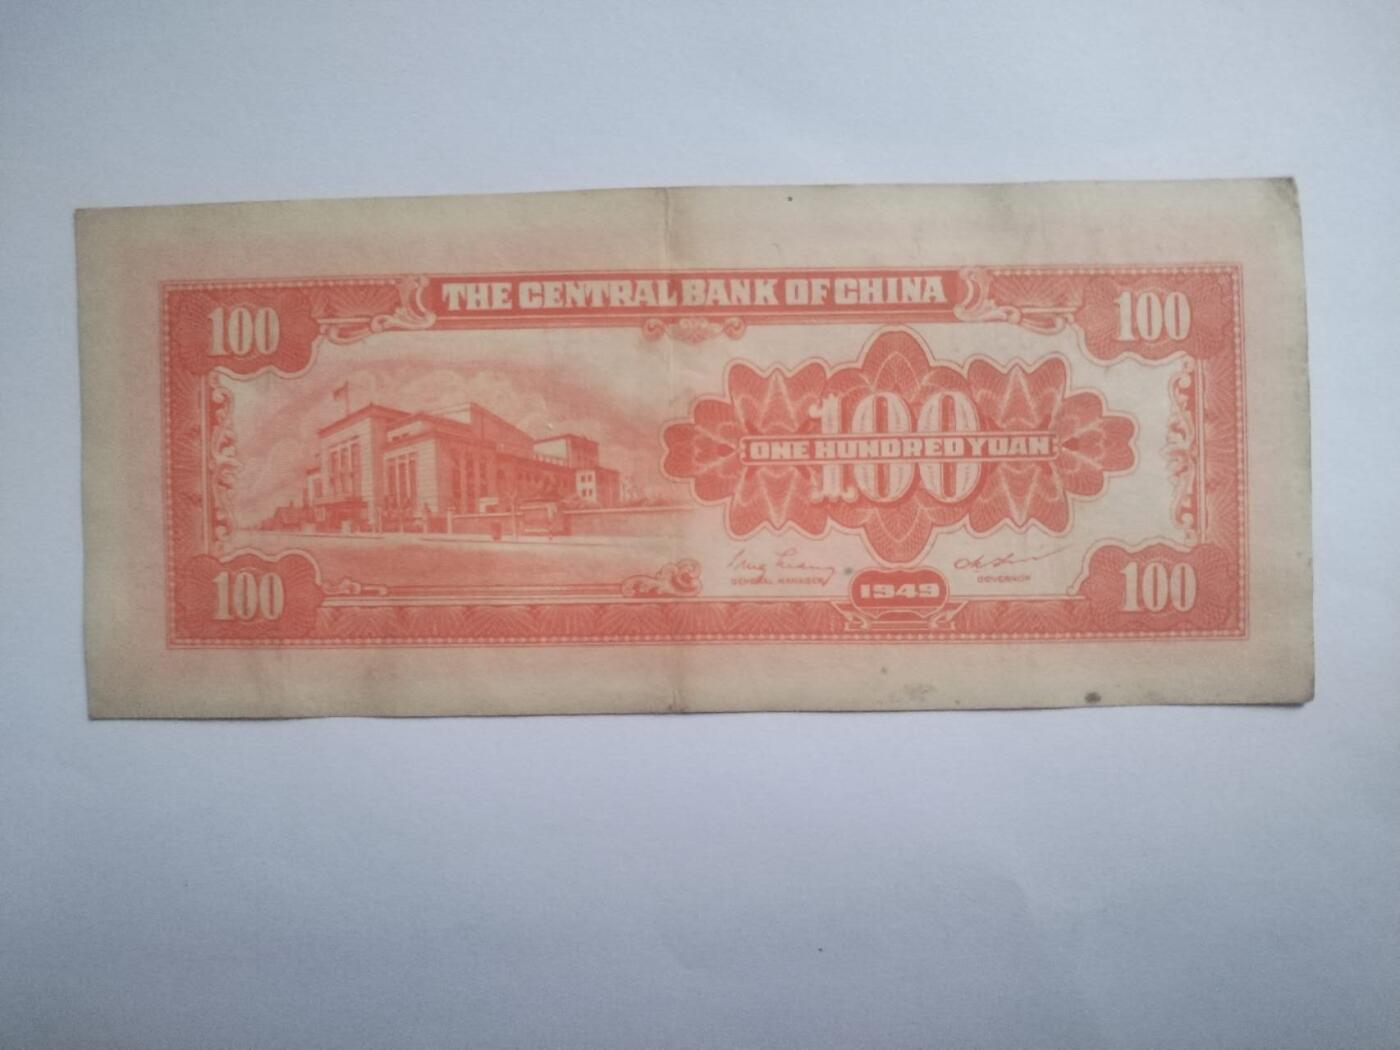 THE CENTRAL BANK OF CHINA
100
100
100
ONE HUNDRED YUAN
GENERAL MANAGER
GOVERNOR
100
1949
100